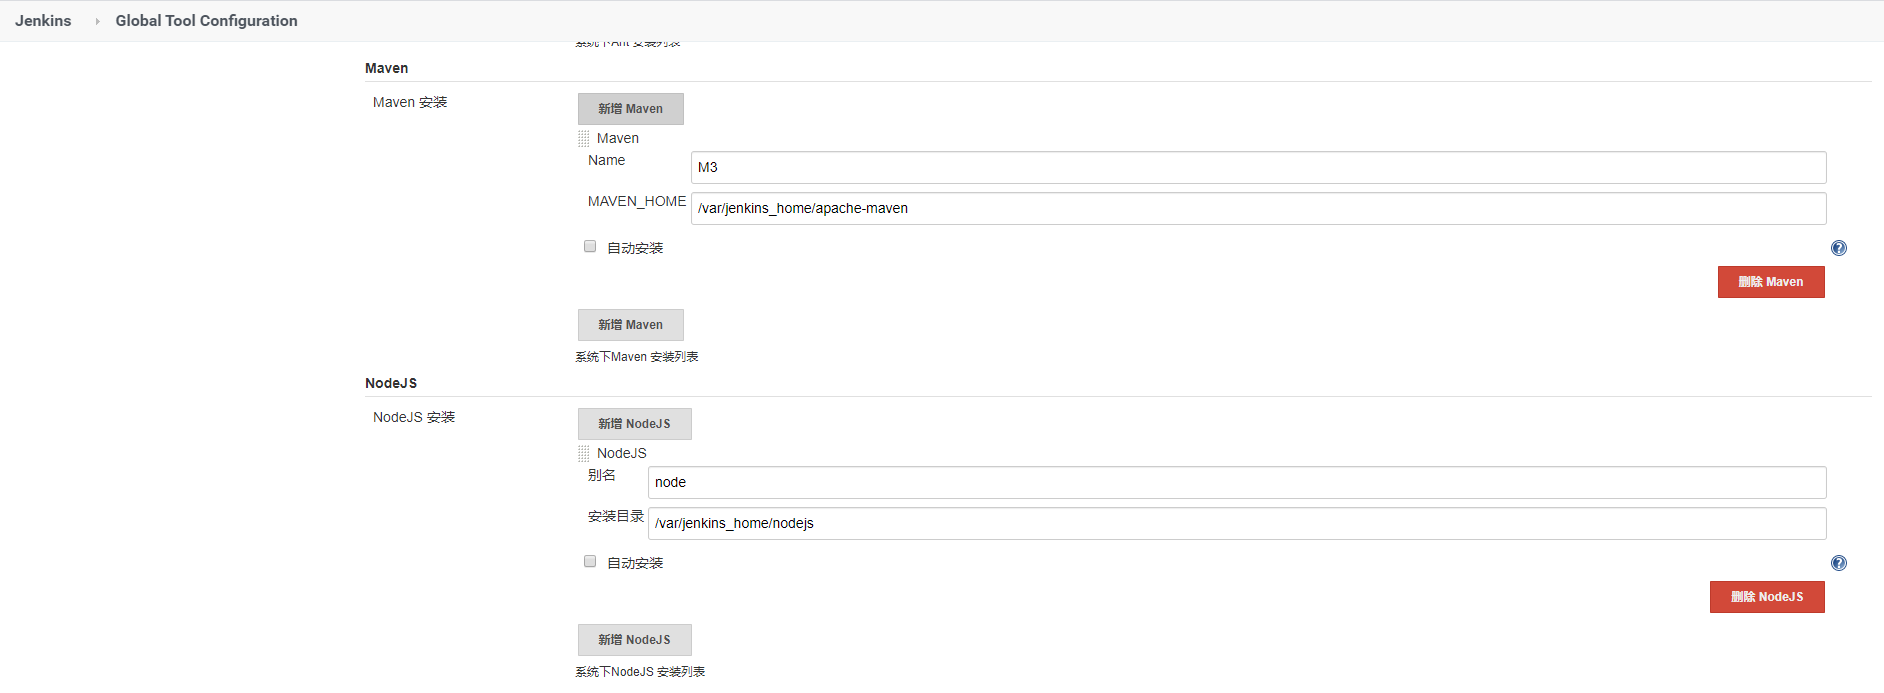 Jenkins
Global Tool Configuration
系统下Ant 安装列表
Maven
Maven 安装
新增 Maven
Maven
Name
M3
MAVEN_HOME
/var/jenkins_home/apache-maven
自动安装
删除 Maven
新增 Maven
系统下Maven 安装列表
NodeJS
NodeJS 安装
新增 NodeJS
NodeJS
别名
node
安装目录
/var/jenkins_home/nodejs
自动安装
删除 NodeJS
新增 NodeJS
系统下NodeJS 安装列表